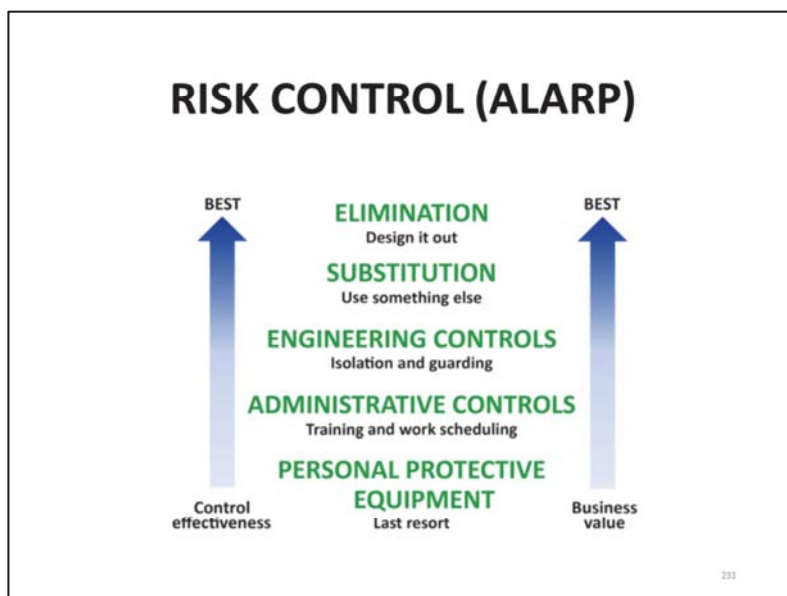 RISK CONTROL (ALARP)
BEST
BEST
ELIMINATION
Design it out
SUBSTITUTION
Use something else
ENGINEERING CONTROLS
Isolation and guarding
ADMINISTRATIVE CONTROLS
Training and work scheduling
PERSONAL PROTECTIVE
EQUIPMENT
Last resort
Control
effectiveness
Business
value
233